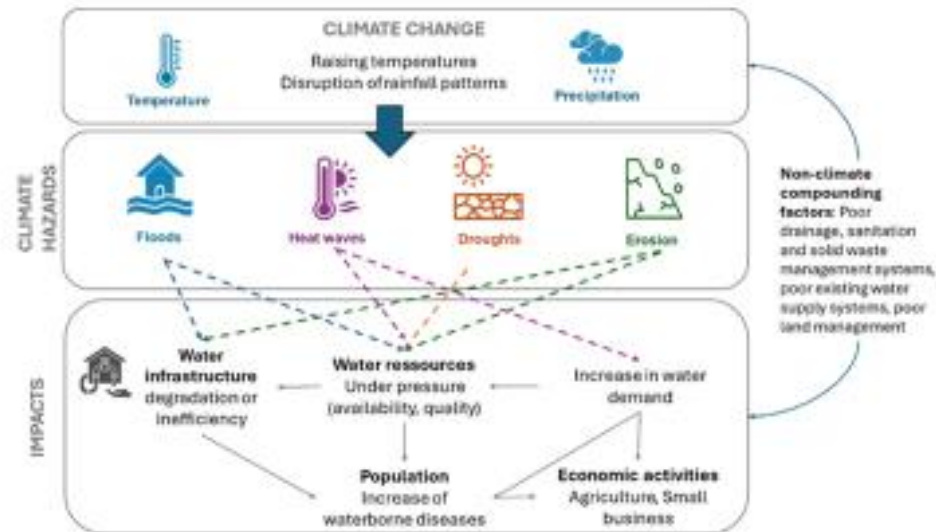 CLIMATE CHANGE
Raising temperatures
Disruption of rainfall patterns
Temperature
Precipitation
CLIMATE
HAZARDS
Floods
Heat waves
Droughts
Erosion
Non-climate
compounding
factors: Poor
drainage, sanitation
and solid waste
management systems,
poor existing water
supply systems, poor
land management
IMPACTS
Water
infrastructure
degradation or
inefficiency
Water ressources
Under pressure
(availability, quality)
Increase in water
demand
Population
Increase of
waterborne diseases
Economic activities
Agriculture, Small
business